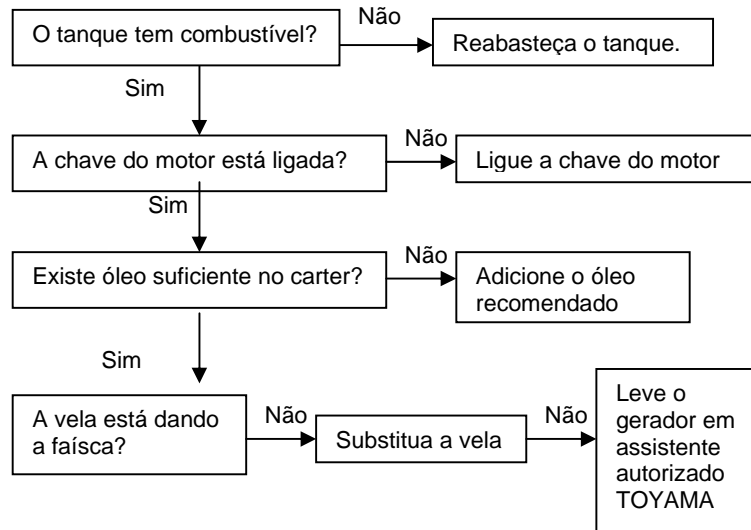 O tanque tem combustível?
Não
Reabasteça o tanque.
Sim
A chave do motor está ligada?
Não
Ligue a chave do motor
Sim
Existe óleo suficiente no carter?
Não
Adicione o óleo
recomendado
Sim
A vela está dando
a faísca?
Não
Substitua a vela
Não
Leve o
gerador em
assistente
autorizado
TOYAMA